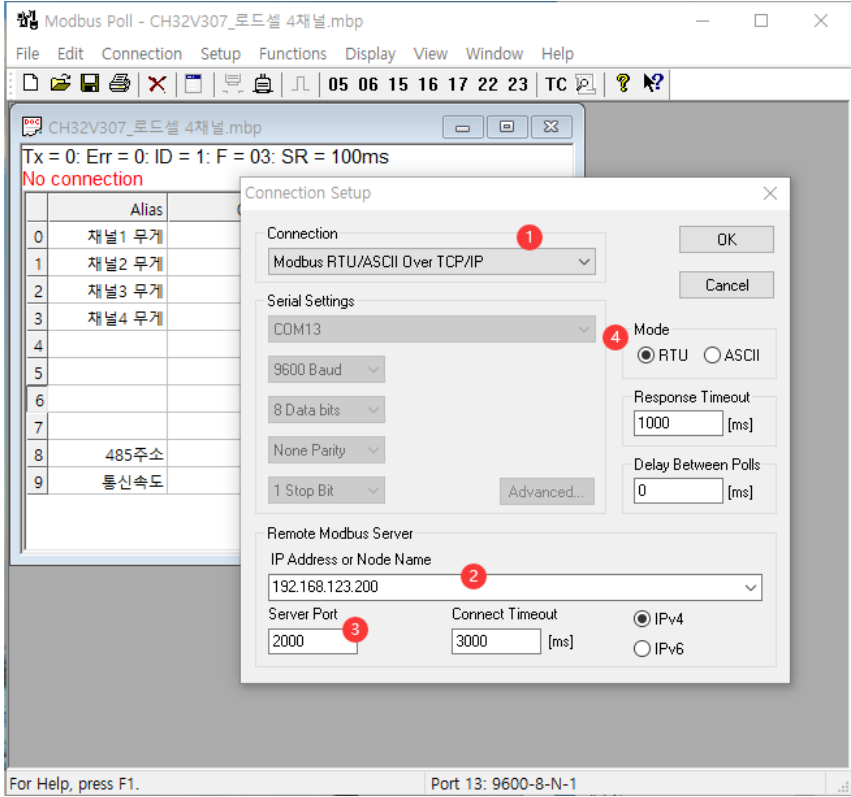 Modbus Poll - CH32V307_로드셀 4채널.mbp
File Edit Connection Setup Functions Display View Window Help
05 06 15 16 17 22 23 TC
CH32V307_로드셀 4채널.mbp
Tx = 0: Err = 0: ID = 1: F = 03: SR = 100ms
No connection
Alias
0 채널1 무게
1 채널2 무게
2 채널3 무게
3 채널4 무게
4
5
6
7
8 485주소
9 통신속도
Connection Setup
Connection
1
Modbus RTU/ASCII Over TCP/IP
OK
Cancel
Serial Settings
COM13
9600 Baud
8 Data bits
None Parity
1 Stop Bit
Advanced...
4
Mode
RTU ASCII
Response Timeout
1000 [ms]
Delay Between Polls
0 [ms]
Remote Modbus Server
IP Address or Node Name
2
192.168.123.200
Server Port
3
2000
Connect Timeout
3000 [ms]
IPv4
IPv6
For Help, press F1.
Port 13: 9600-8-N-1